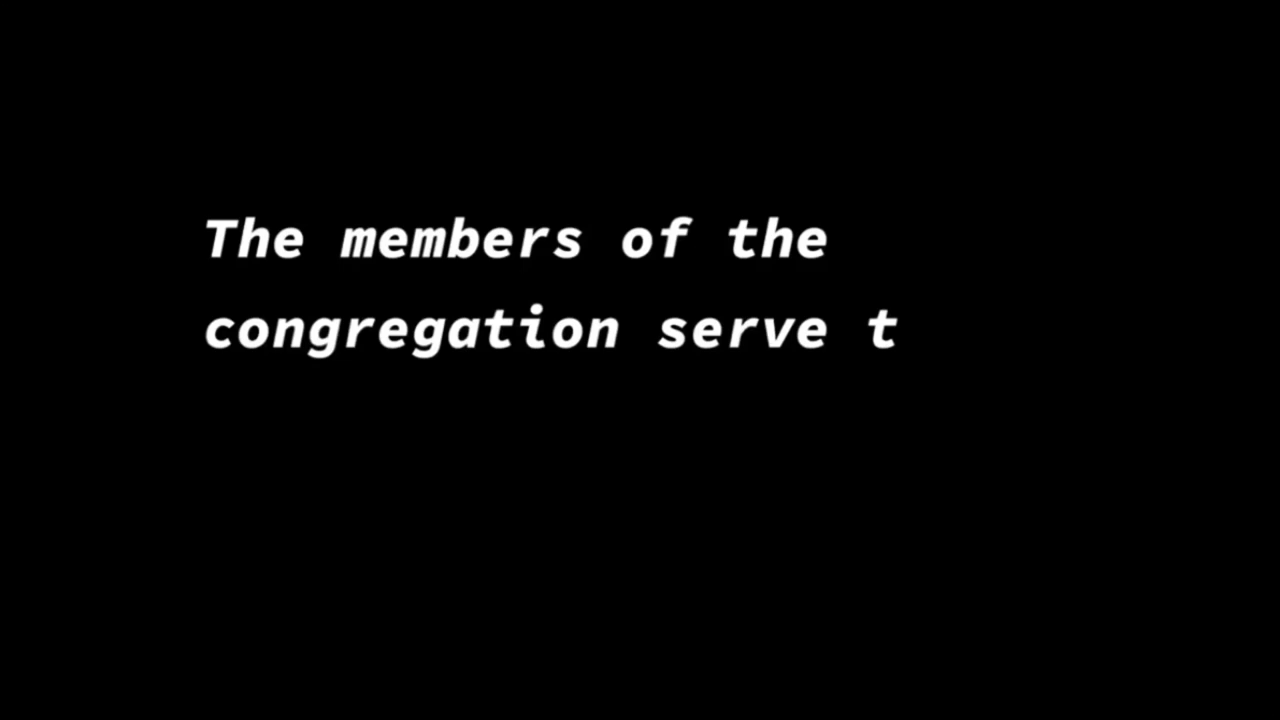 The members of the
congregation serve t